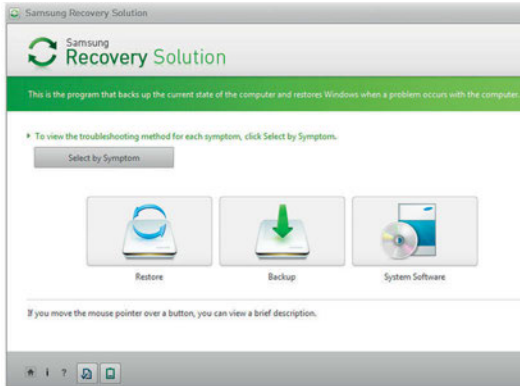 Samsung Recovery Solution
Samsung
Recovery Solution
This is the program that backs up the current state of the computer and restores Windows when a problem occurs with the computer.
To view the troubleshooting method for each symptom, click Select by Symptom.
Select by Symptom
Restore Backup System Software
If you move the mouse pointer over a button, you can view a brief description.
i ?